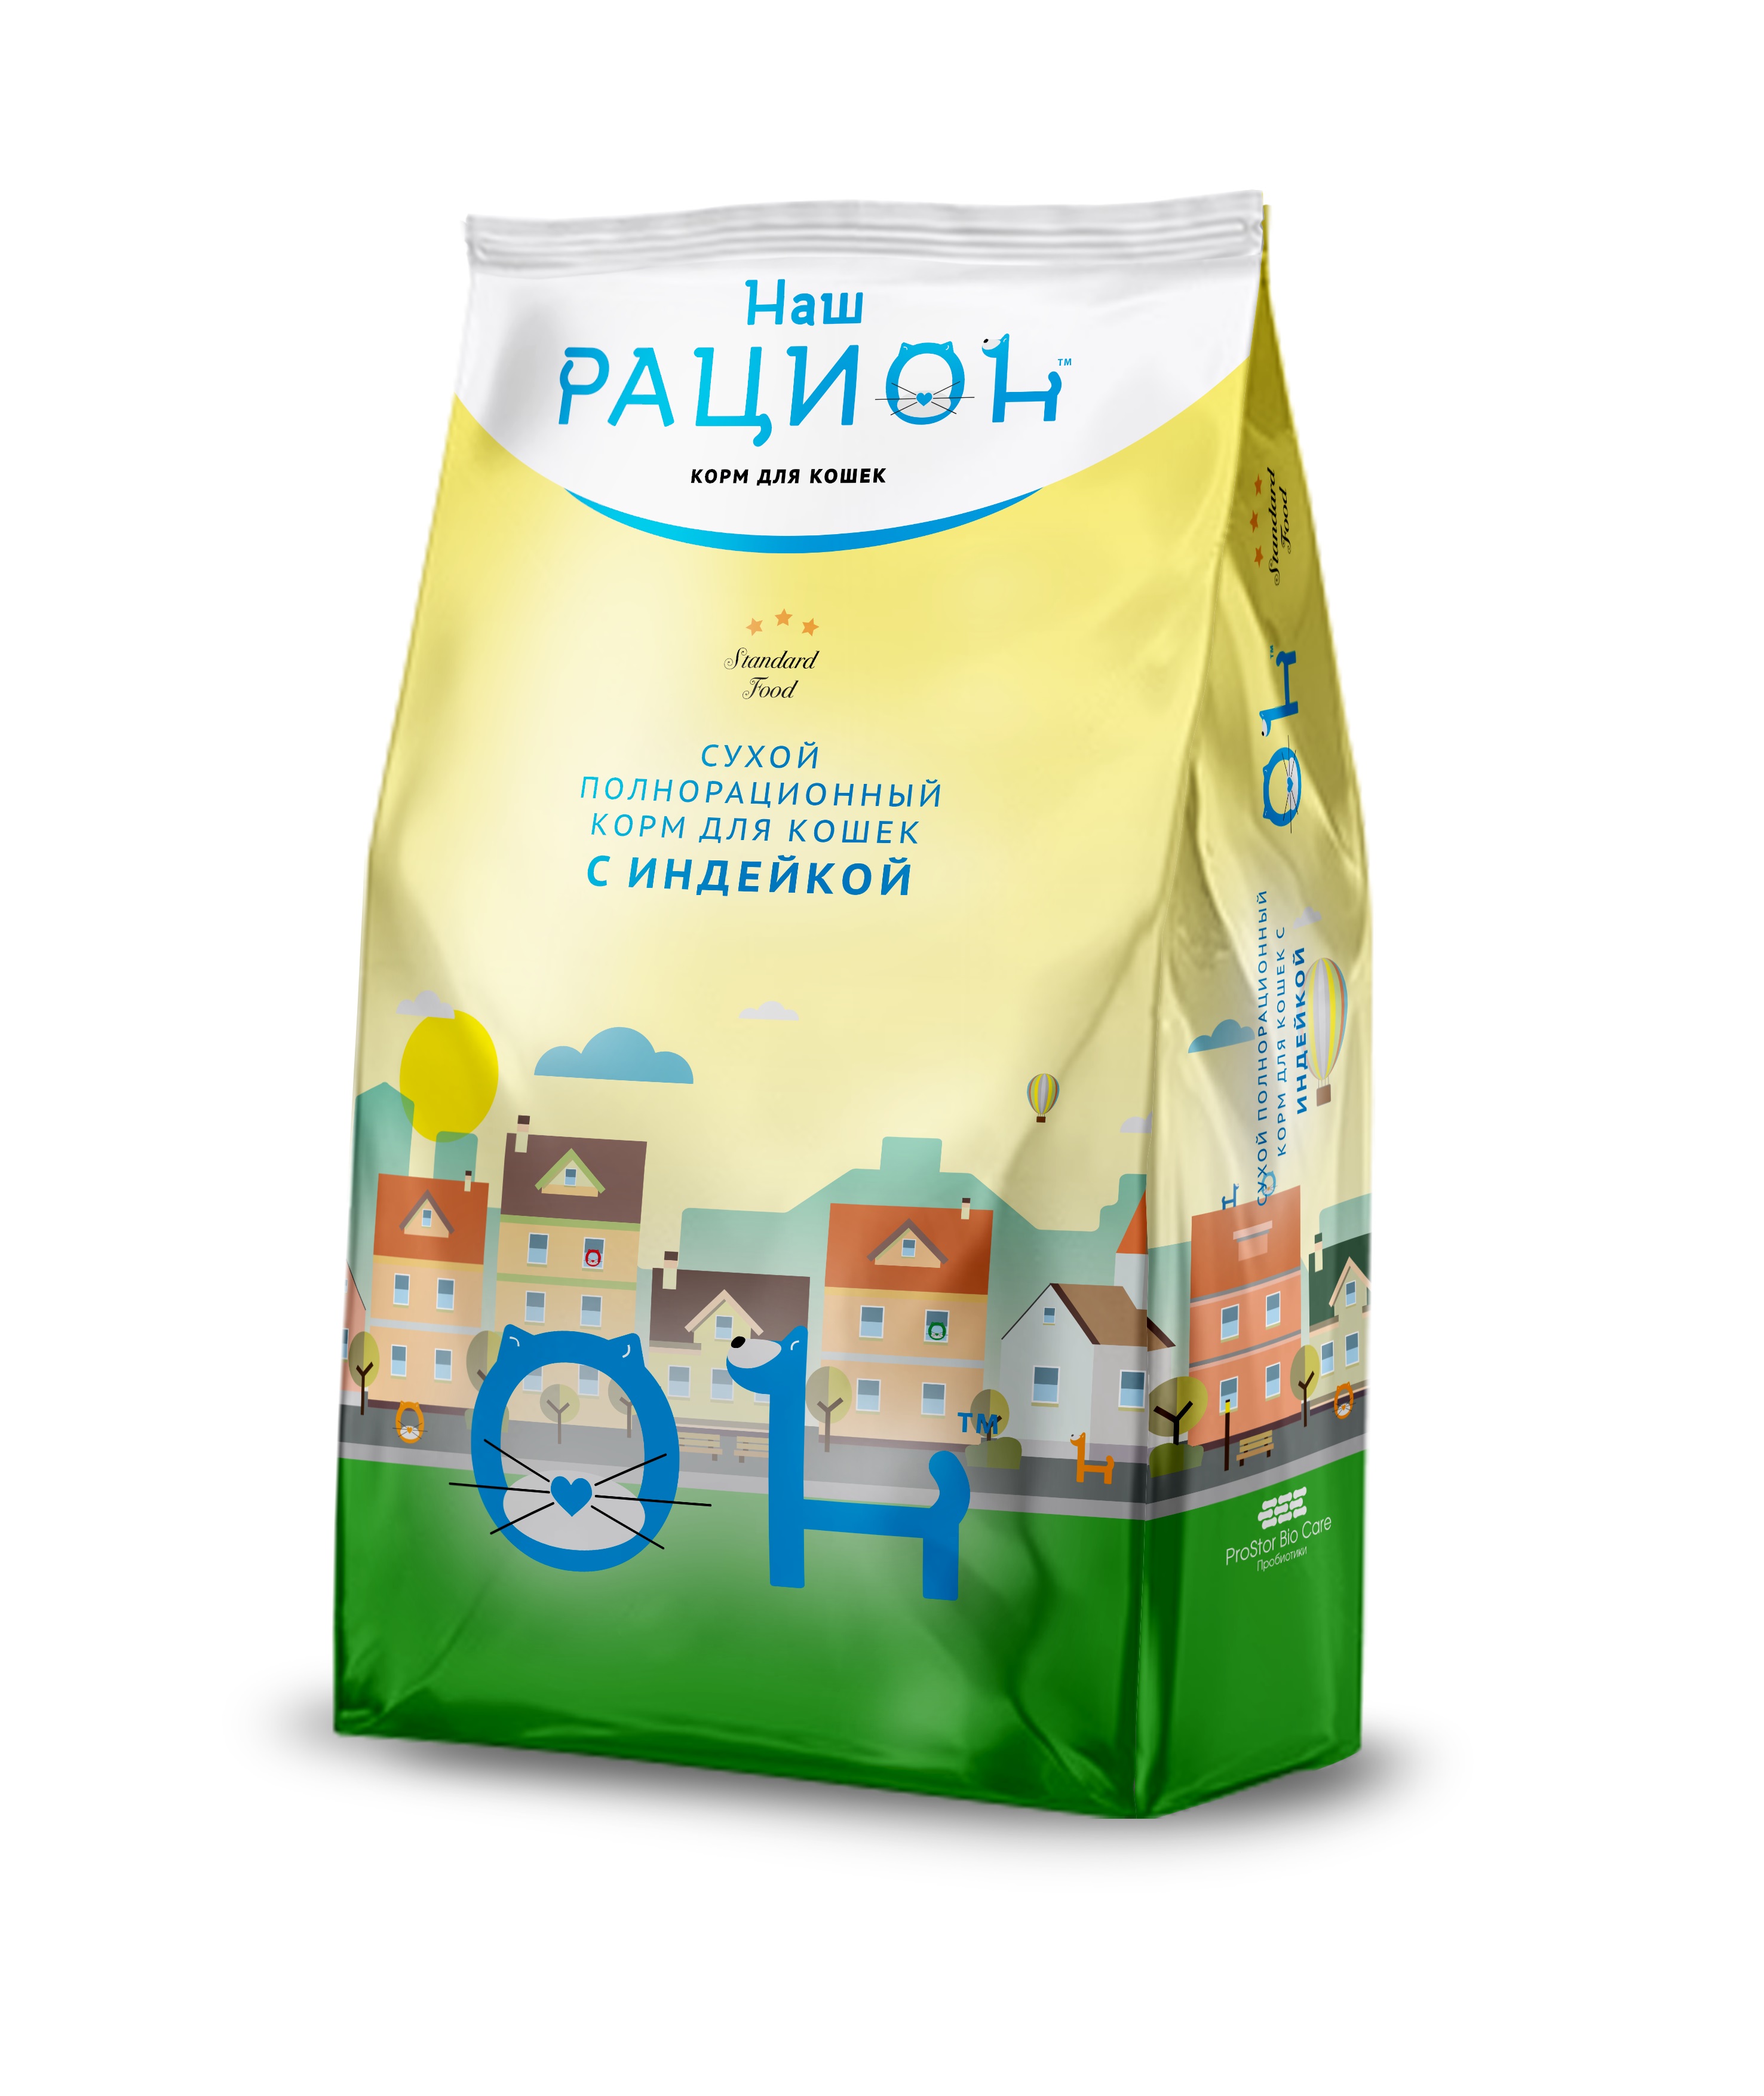 Наш
РАЦИОН™
КОРМ ДЛЯ КОШЕК
Standard
Food
СУХОЙ
ПОЛНОРАЦИОННЫЙ
КОРМ ДЛЯ КОШЕК
С ИНДЕЙКОЙ
ОН™
Standard
Food
ОН™
СУХОЙ ПОЛНОРАЦИОННЫЙ
КОРМ ДЛЯ КОШЕК С
ИНДЕЙКОЙ
ProStor Bio Care
Пробиотики